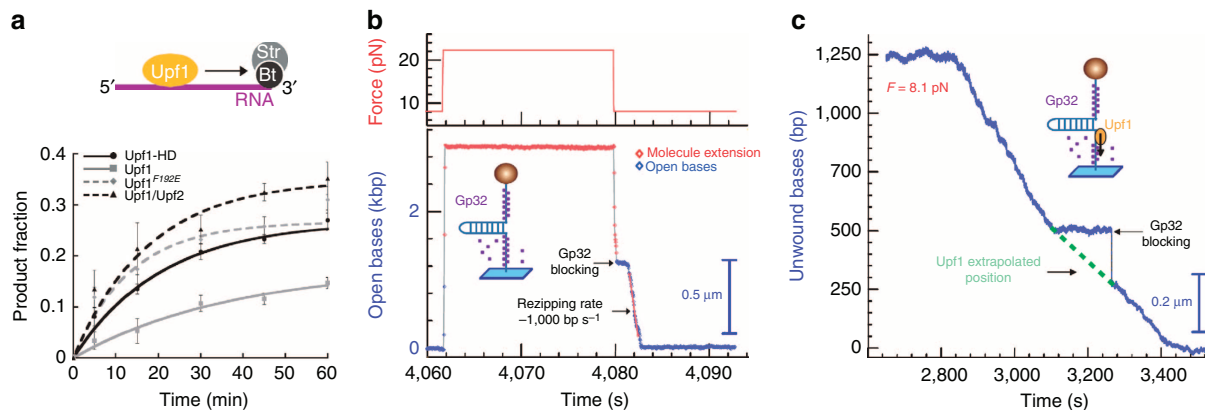 a
Str
Upf1
Bt
5′
3′
RNA
Product fraction
0.4
0.3
0.2
0.1
0
Upf1-HD
Upf1
Upf1F192E
Upf1/Upf2
0 10 20 30 40 50 60
Time (min)
b
Force (pN)
20
10
Open bases (kbp)
2
0
Molecule extension
Open bases
Gp32
Gp32
blocking
Rezipping rate
–1,000 bp s–1
0.5 µm
4,060 4,070 4,080 4,090
Time (s)
c
Unwound bases (bp)
1,250
1,000
700
500
250
0
F = 8.1 pN
Gp32
Upf1
Gp32
blocking
Upf1 extrapolated
position
0.2 µm
2,800 3,000 3,200 3,400
Time (s)